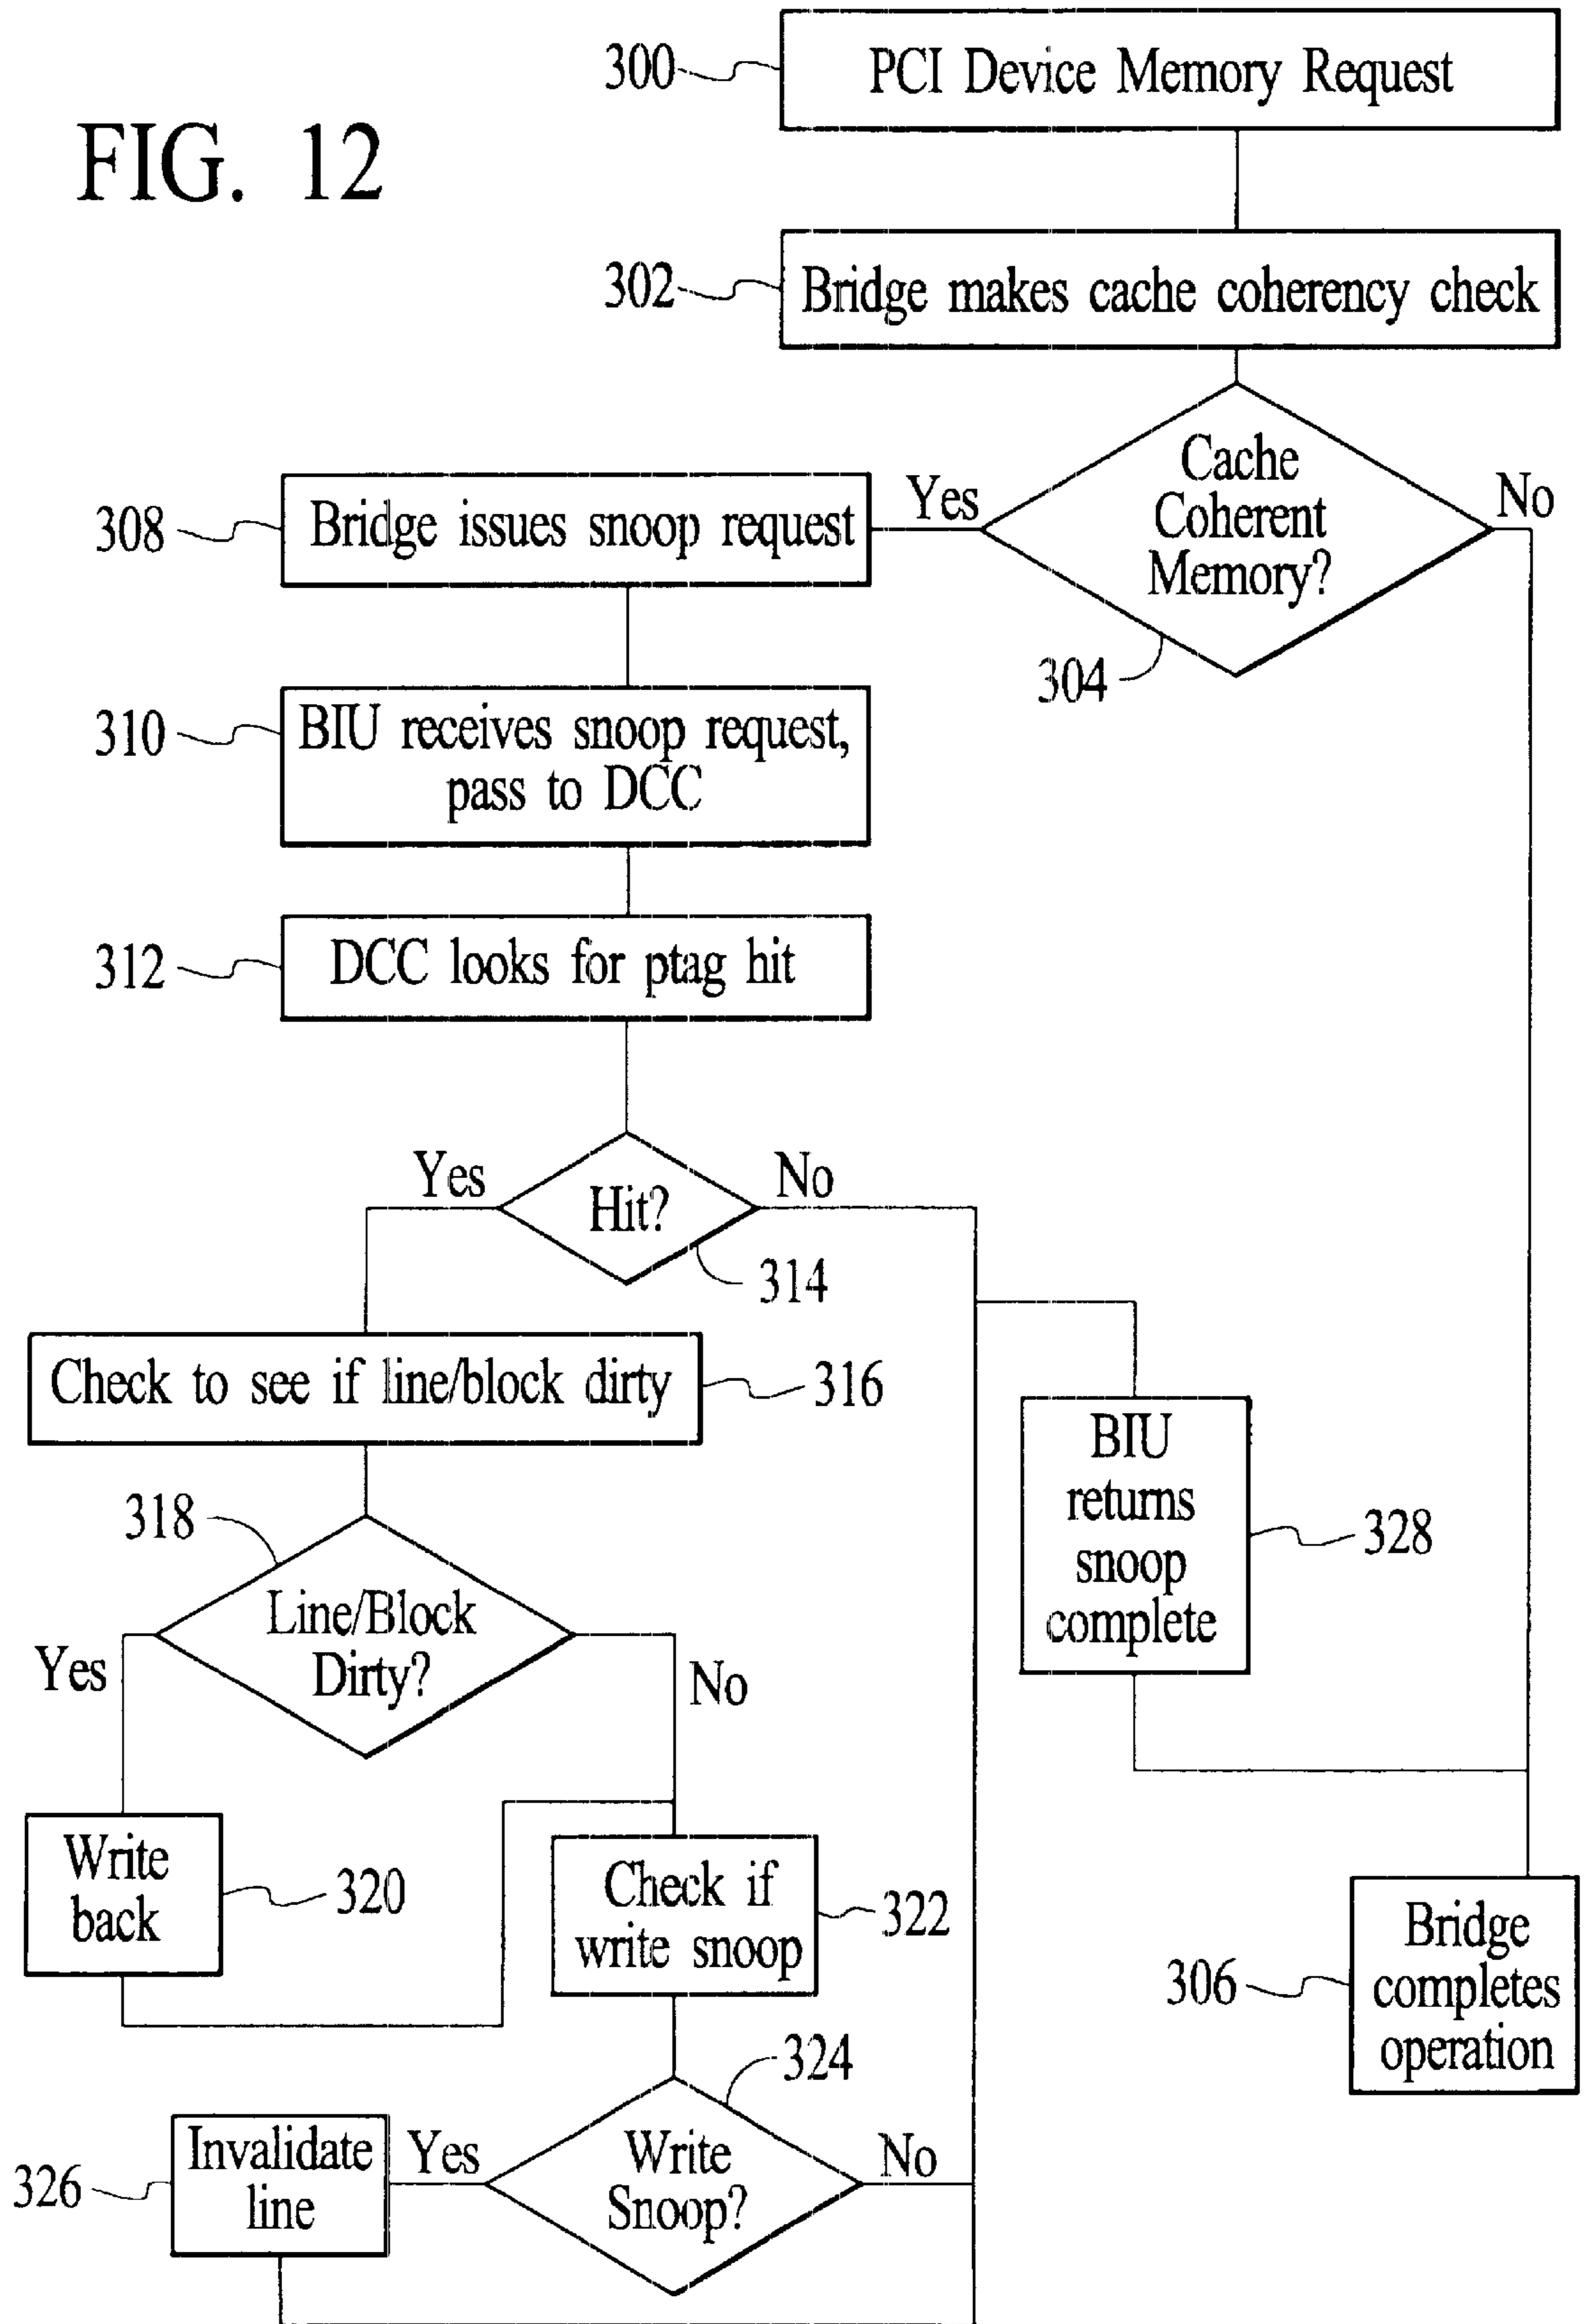 300
PCI Device Memory Request
FIG. 12
302
Bridge makes cache coherency check
Cache
Coherent
Memory?
Yes
No
304
308
Bridge issues snoop request
310
BIU receives snoop request,
pass to DCC
312
DCC looks for ptag hit
Yes
Hit?
No
314
Check to see if line/block dirty
316
318
Line/Block
Dirty?
Yes
No
BIU
returns
snoop
complete
328
Write
back
320
Check if
write snoop
322
306
Bridge
completes
operation
324
Write
Snoop?
Yes
No
326
Invalidate
line